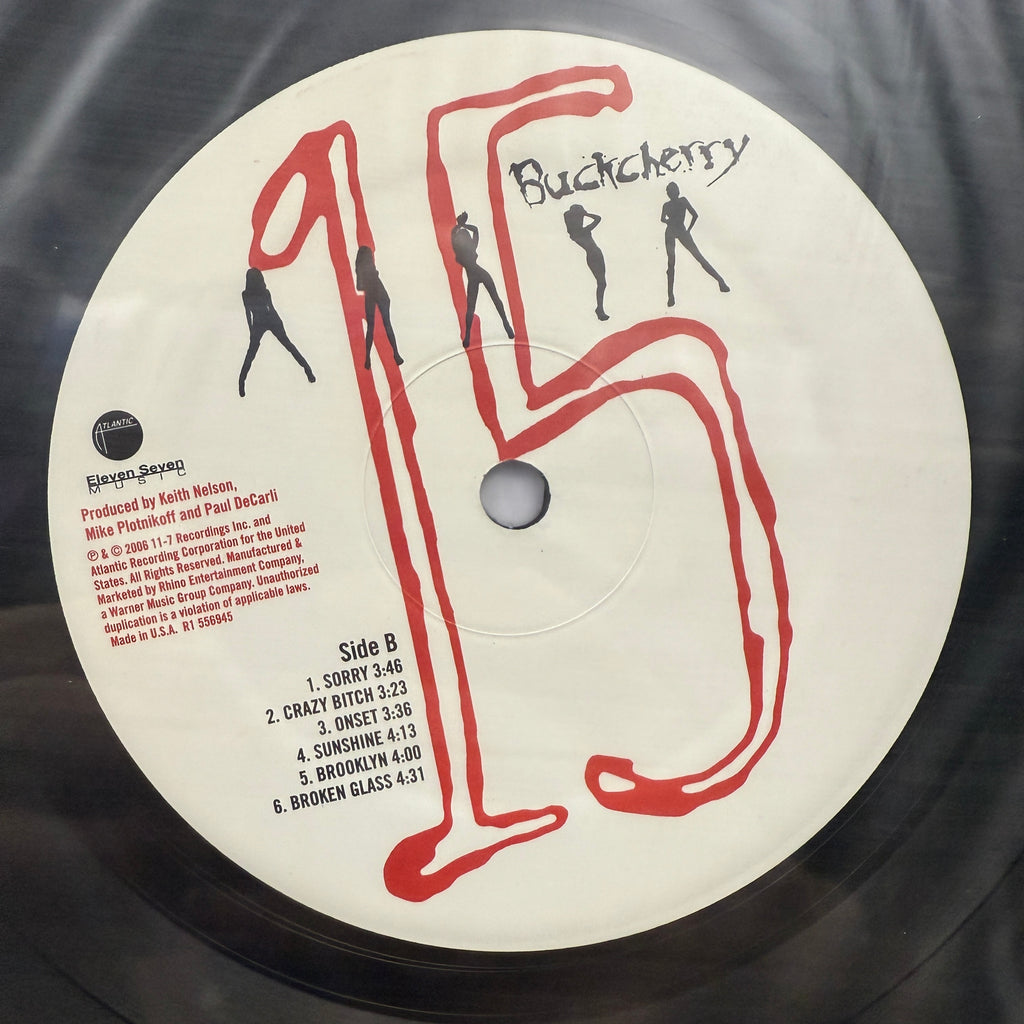 15
Buckcherry
ATLANTIC
Eleven Seven
MUSIC
Produced by Keith Nelson,
Mike Plotnikoff and Paul DeCarli
℗ & © 2006 11-7 Recordings Inc. and
Atlantic Recording Corporation for the United
States. All Rights Reserved. Manufactured &
Marketed by Rhino Entertainment Company,
a Warner Music Group Company. Unauthorized
duplication is a violation of applicable laws.
Made in U.S.A. R1 556945
Side B
1. SORRY 3:46
2. CRAZY BITCH 3:23
3. ONSET 3:36
4. SUNSHINE 4:13
5. BROOKLYN 4:00
6. BROKEN GLASS 4:31